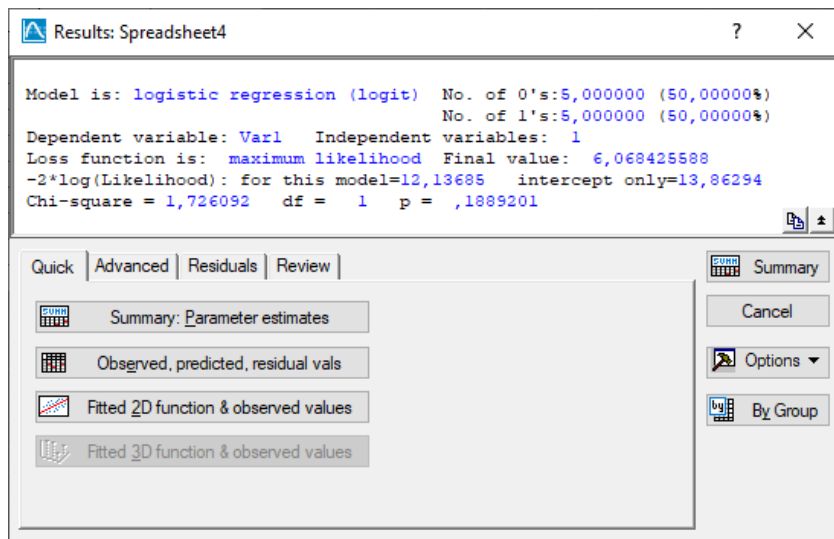 Results: Spreadsheet4
?
Model is: logistic regression (logit) No. of 0's:5,000000 (50,00000%)
No. of 1's:5,000000 (50,00000%)
Dependent variable: Var1 Independent variables: 1
Loss function is: maximum likelihood Final value: 6,068425588
-2*log(Likelihood): for this model=12,13685 intercept only=13,86294
Chi-square = 1,726092 df = 1 p = ,1889201
Quick Advanced Residuals Review
Summary: Parameter estimates
Observed, predicted, residual vals
Fitted 2D function & observed values
Fitted 3D function & observed values
Summary
Cancel
Options
By Group